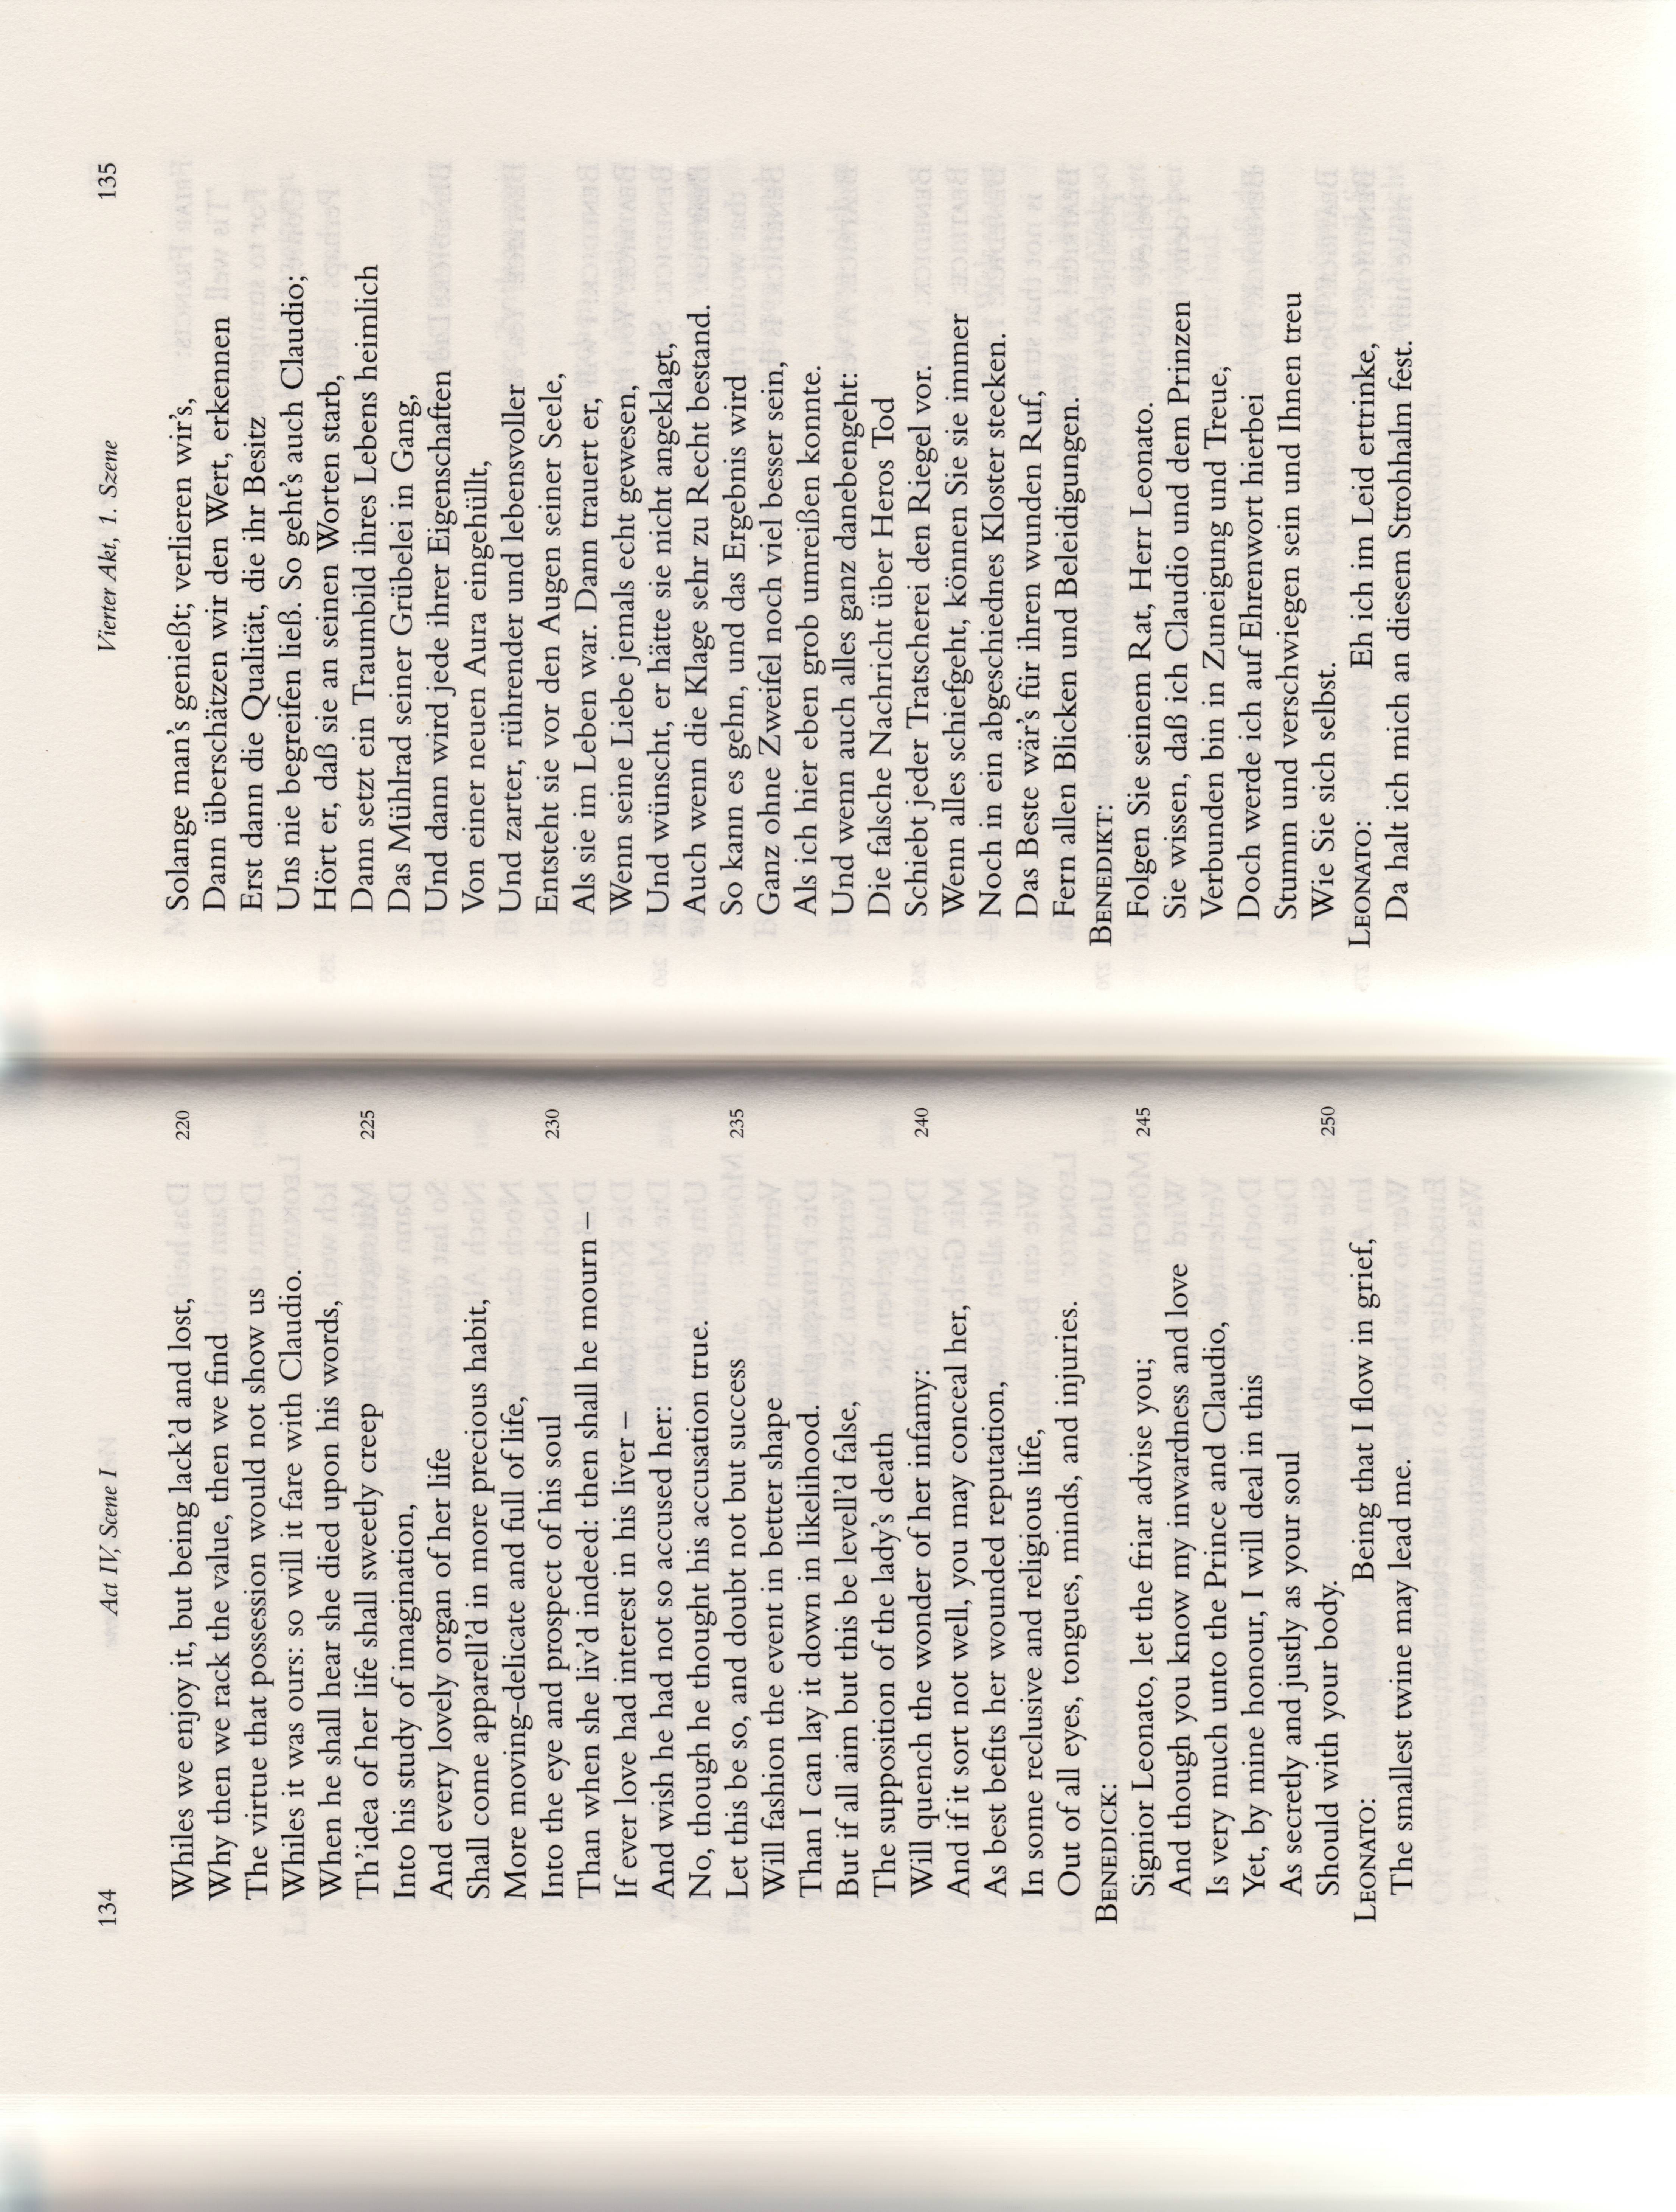 134
Act IV, Scene I
Whiles we enjoy it, but being lack'd and lost,
220
Why then we rack the value, then we find
The virtue that possession would not show us
Whiles it was ours: so will it fare with Claudio.
When he shall hear she died upon his words,
Th'idea of her life shall sweetly creep
225
Into his study of imagination,
And every lovely organ of her life
Shall come apparell'd in more precious habit,
More moving-delicate and full of life,
Into the eye and prospect of his soul
230
Than when she liv'd indeed: then shall he mourn –
If ever love had interest in his liver –
And wish he had not so accused her:
No, though he thought his accusation true.
Let this be so, and doubt not but success
235
Will fashion the event in better shape
Than I can lay it down in likelihood.
But if all aim but this be levell'd false,
The supposition of the lady's death
Will quench the wonder of her infamy:
240
And if it sort not well, you may conceal her,
As best befits her wounded reputation,
In some reclusive and religious life,
Out of all eyes, tongues, minds, and injuries.
BENEDICK:
Signior Leonato, let the friar advise you;
245
And though you know my inwardness and love
Is very much unto the Prince and Claudio,
Yet, by mine honour, I will deal in this
As secretly and justly as your soul
Should with your body.
250
LEONATO: Being that I flow in grief,
The smallest twine may lead me.
Vierter Akt, 1. Szene
135
Solange man's genießt; verlieren wir's,
Dann überschätzen wir den Wert, erkennen
Erst dann die Qualität, die ihr Besitz
Uns nie begreifen ließ. So geht's auch Claudio;
Hört er, daß sie an seinen Worten starb,
Dann setzt ein Traumbild ihres Lebens heimlich
Das Mühlrad seiner Grübelei in Gang,
Und dann wird jede ihrer Eigenschaften
Von einer neuen Aura eingehüllt,
Und zarter, rührender und lebensvoller
Entsteht sie vor den Augen seiner Seele,
Als sie im Leben war. Dann trauert er,
Wenn seine Liebe jemals echt gewesen,
Und wünscht, er hätte sie nicht angeklagt,
Auch wenn die Klage sehr zu Recht bestand.
So kann es gehn, und das Ergebnis wird
Ganz ohne Zweifel noch viel besser sein,
Als ich hier eben grob umreißen konnte.
Und wenn auch alles ganz danebengeht:
Die falsche Nachricht über Heros Tod
Schiebt jeder Tratscherei den Riegel vor.
Wenn alles schiefgeht, können Sie sie immer
Noch in ein abgeschiednes Kloster stecken.
Das Beste wär's für ihren wunden Ruf,
Fern allen Blicken und Beleidigungen.
BENEDIKT:
Folgen Sie seinem Rat, Herr Leonato.
Sie wissen, daß ich Claudio und dem Prinzen
Verbunden bin in Zuneigung und Treue,
Doch werde ich auf Ehrenwort hierbei
Stumm und verschwiegen sein und Ihnen treu
Wie Sie sich selbst.
LEONATO: Eh ich im Leid ertrinke,
Da halt ich mich an diesem Strohhalm fest.